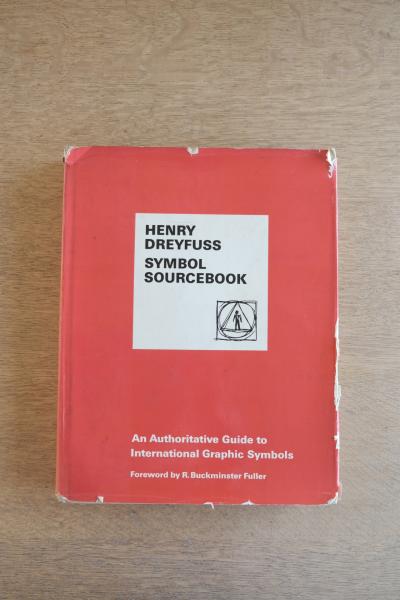 HENRY
DREYFUSS
SYMBOL
SOURCEBOOK
An Authoritative Guide to
International Graphic Symbols
Foreword by R. Buckminster Fuller